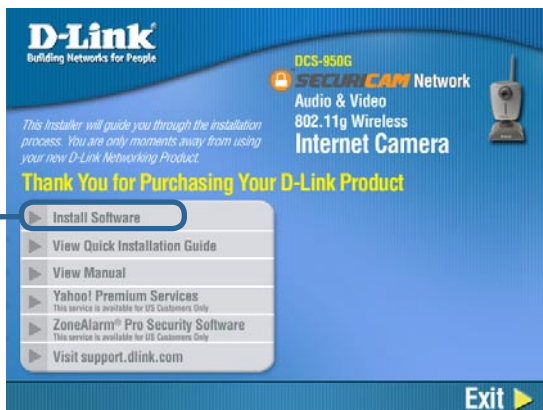 D-Link
Building Networks for People
DCS-950G
SECURICAM Network
Audio & Video
802.11g Wireless
Internet Camera
This Installer will guide you through the installation
process. You are only moments away from using
your new D-Link Networking Product.
Thank You for Purchasing Your D-Link Product
Install Software
View Quick Installation Guide
View Manual
Yahoo! Premium Services
This service is available for US Customers Only
ZoneAlarm® Pro Security Software
This service is available for US Customers Only
Visit support.dlink.com
Exit